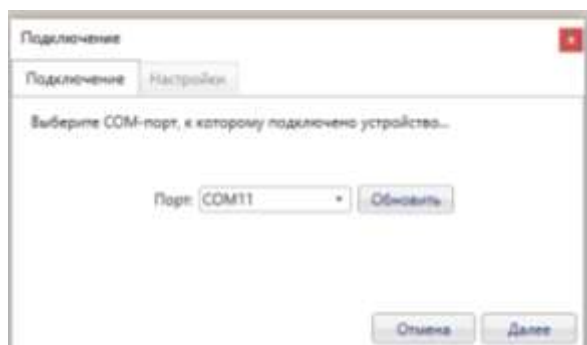 Подключение
Подключение Настройки
Выберите COM-порт, к которому подключено устройство...
Порт: COM11 Обновить
Отмена Далее